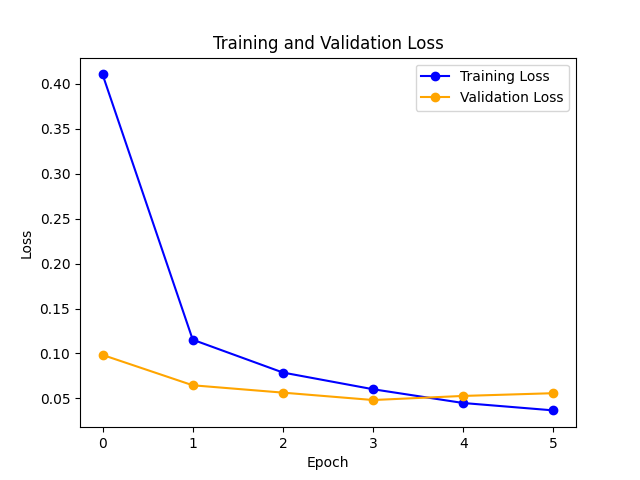 Training and Validation Loss
Training Loss
Validation Loss
Loss
0.40
0.35
0.30
0.25
0.20
0.15
0.10
0.05
0 1 2 3 4 5
Epoch